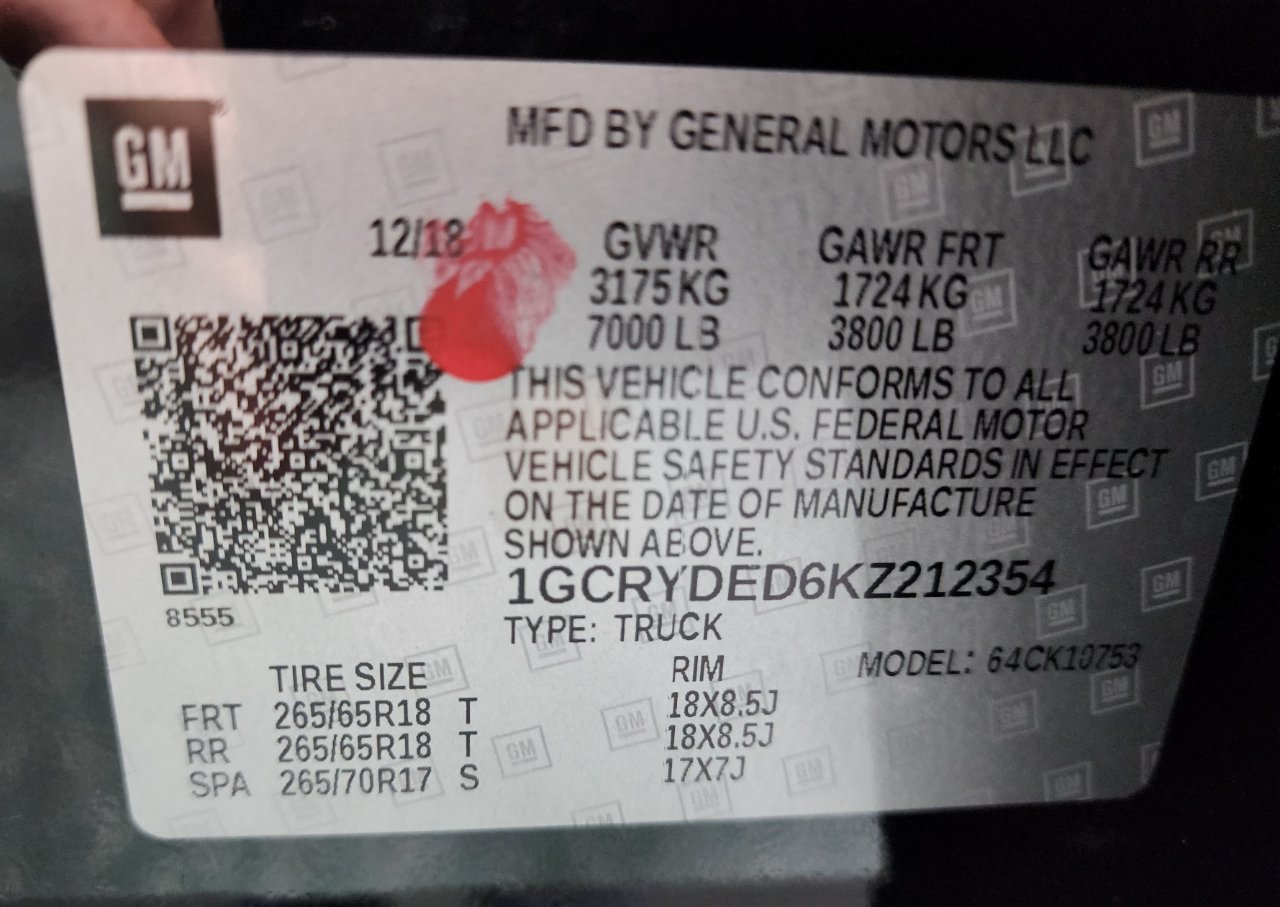 GM
MFD BY GENERAL MOTORS LLC
12/18 GVWR GAWR FRT GAWR RR
3175 KG 1724 KG 1724 KG
7000 LB 3800 LB 3800 LB
THIS VEHICLE CONFORMS TO ALL
APPLICABLE U.S. FEDERAL MOTOR
VEHICLE SAFETY STANDARDS IN EFFECT
ON THE DATE OF MANUFACTURE
SHOWN ABOVE.
1GCRYDED6KZ212354
8555
TYPE: TRUCK
MODEL: 64CK10753
TIRE SIZE RIM
FRT 265/65R18 T 18X8.5J
RR 265/65R18 T 18X8.5J
SPA 265/70R17 S 17X7J